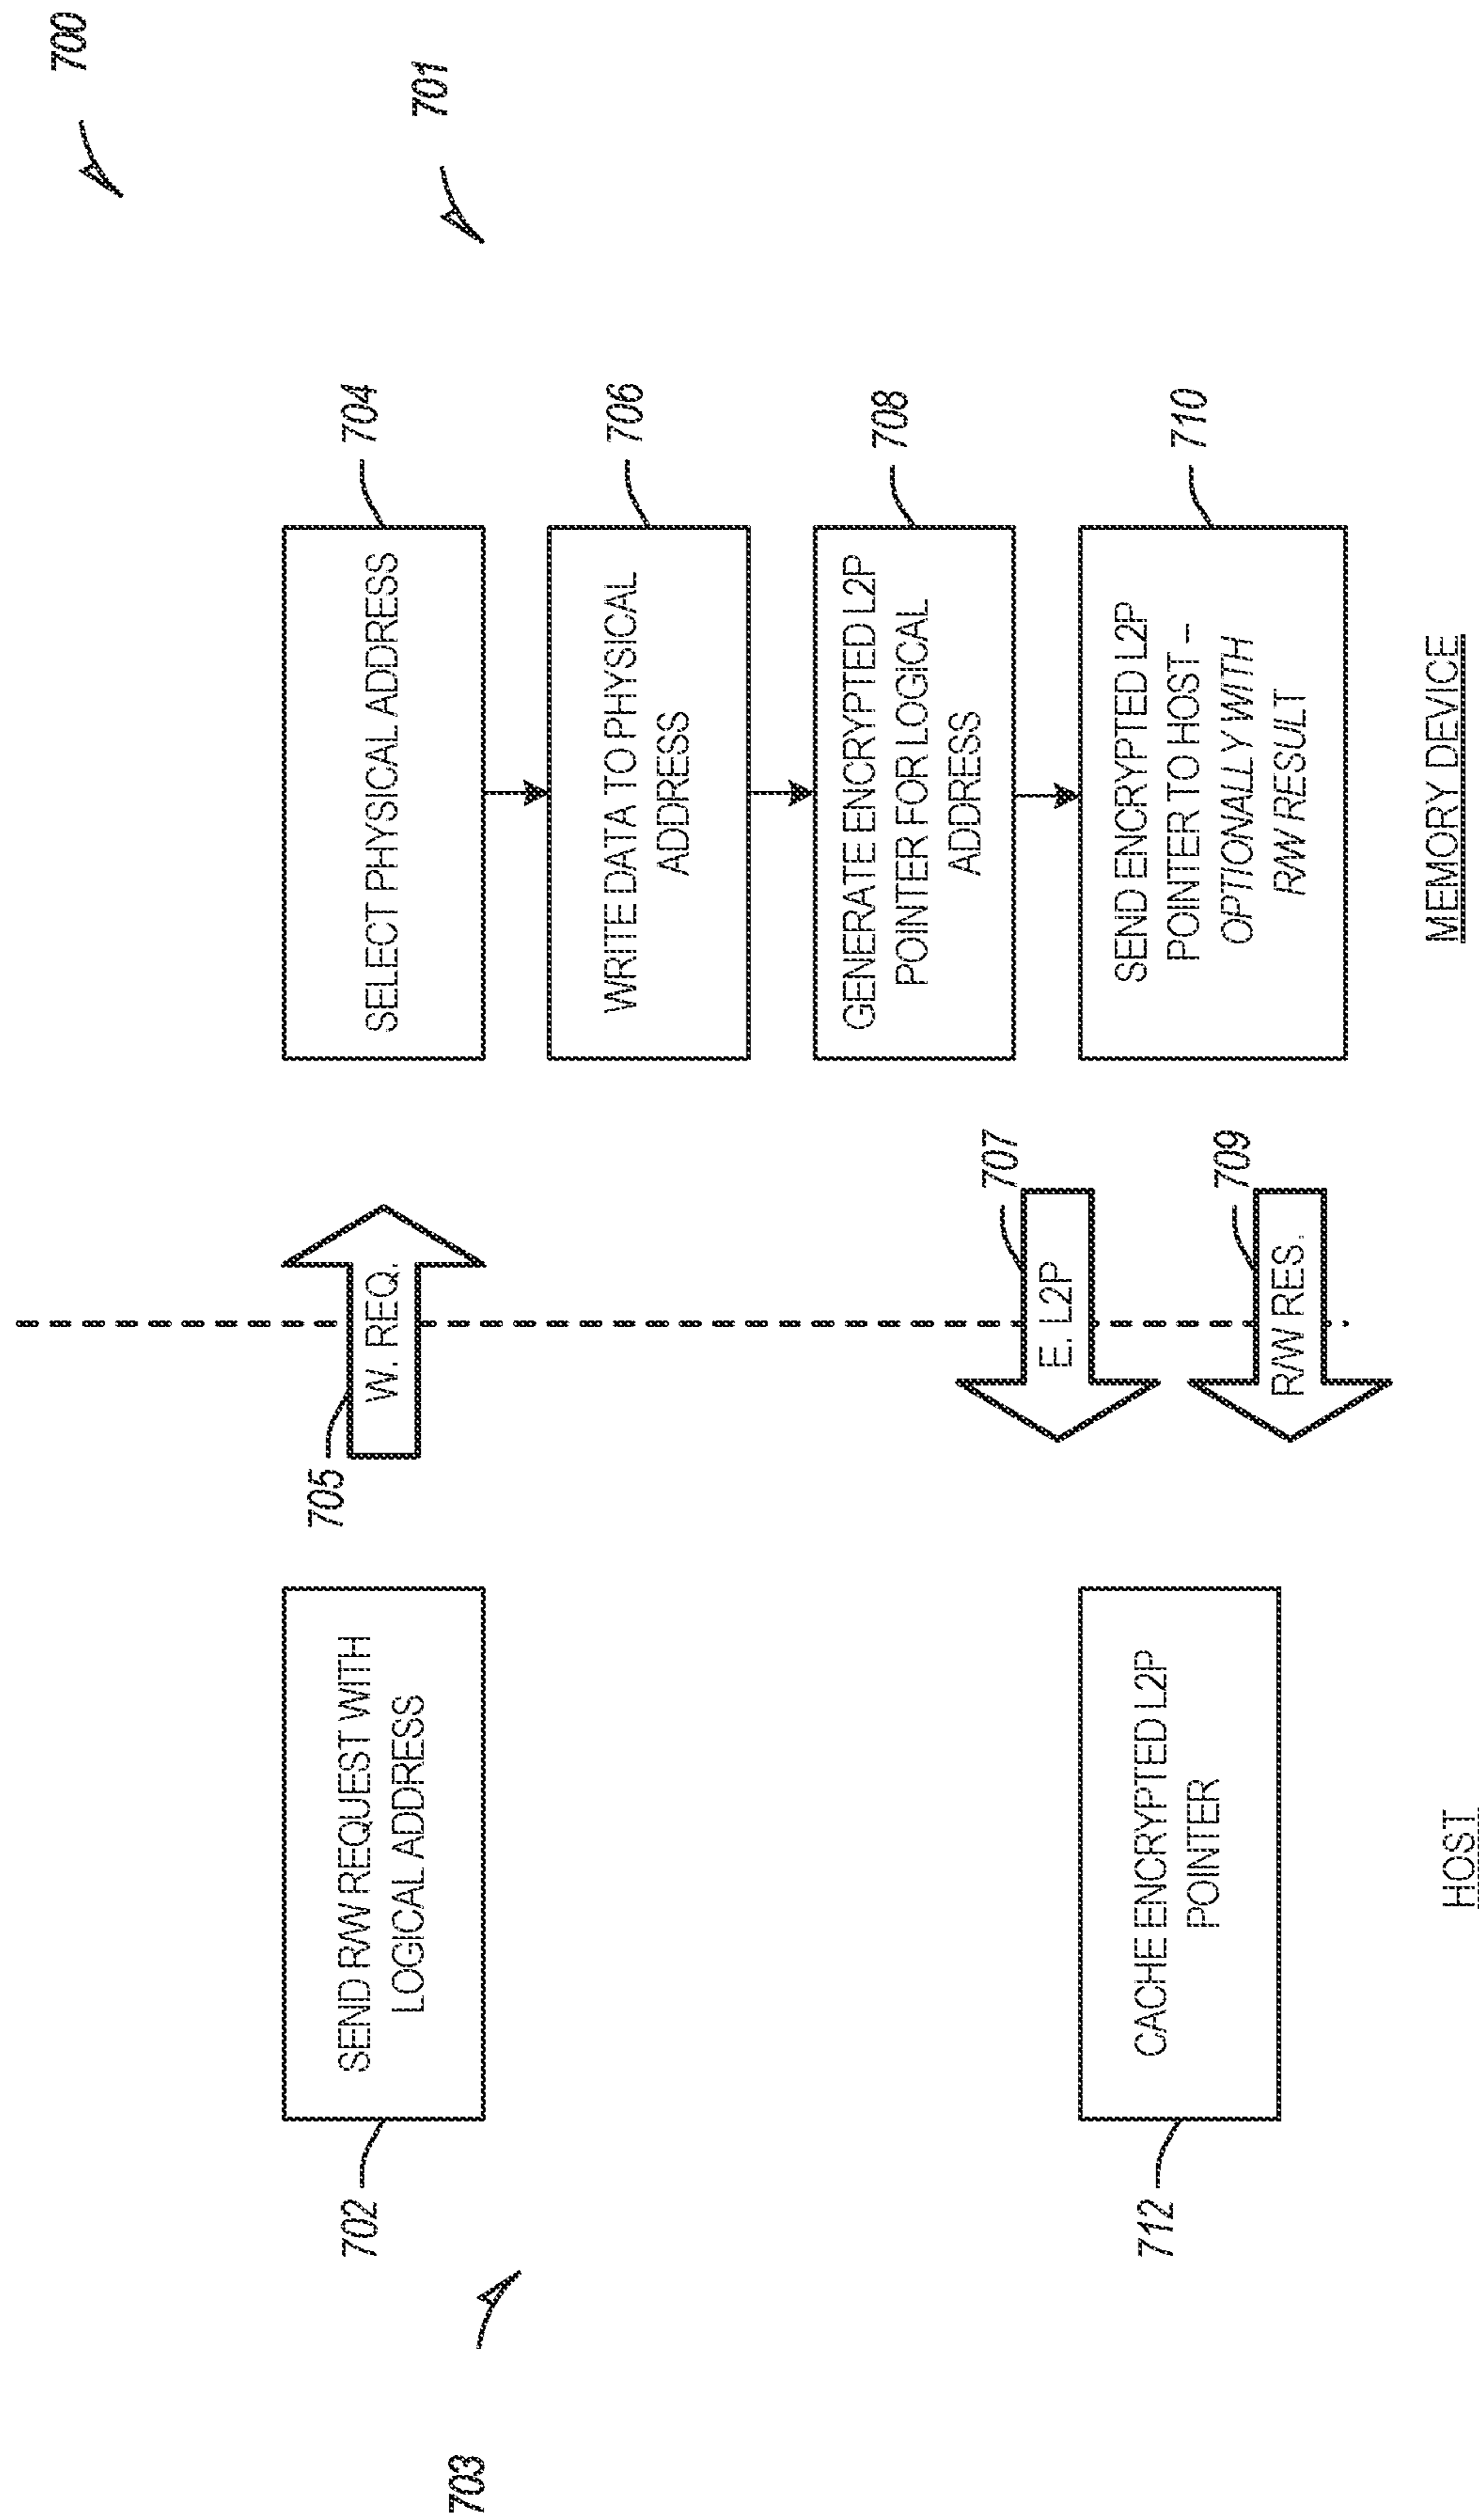 700
701
703
702
SEND R/W REQUEST WITH
LOGICAL ADDRESS
705
W. REQ.
704
SELECT PHYSICAL ADDRESS
706
WRITE DATA TO PHYSICAL
ADDRESS
708
GENERATE ENCRYPTED L2P
POINTER FOR LOGICAL
ADDRESS
710
SEND ENCRYPTED L2P
POINTER TO HOST –
OPTIONALLY WITH
R/W RESULT
707
E. L2P
709
R/W RES.
712
CACHE ENCRYPTED L2P
POINTER
HOST
MEMORY DEVICE